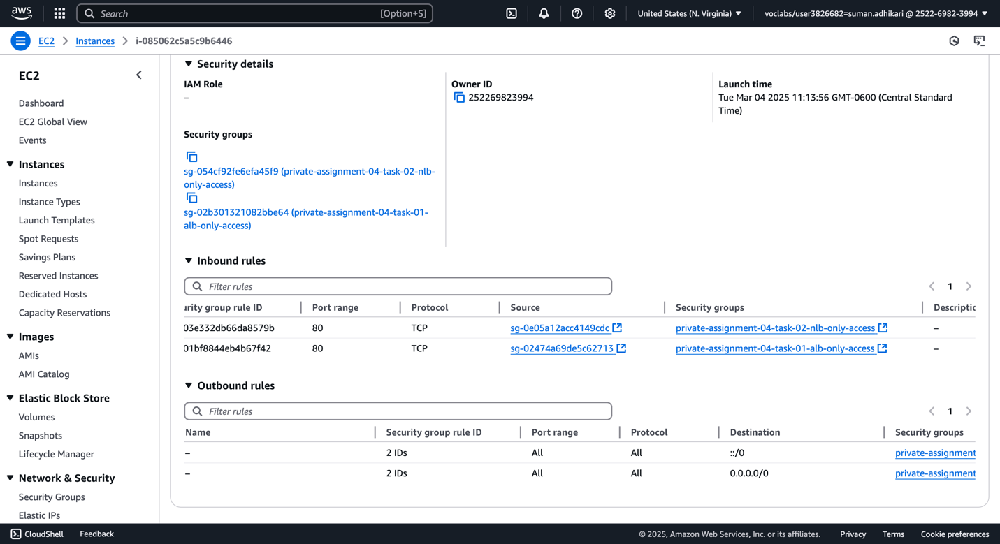 aws
Search [Option+S]
United States (N. Virginia) voclabs/user3826682=suman.adhikari @ 2522-6982-3994
EC2 Instances i-085062c5a5c9b6446
EC2
Dashboard
EC2 Global View
Events
Instances
Instances
Instance Types
Launch Templates
Spot Requests
Savings Plans
Reserved Instances
Dedicated Hosts
Capacity Reservations
Images
AMIs
AMI Catalog
Elastic Block Store
Volumes
Snapshots
Lifecycle Manager
Network & Security
Security Groups
Elastic IPs
Security details
IAM Role
–
Owner ID
252269823994
Launch time
Tue Mar 04 2025 11:13:56 GMT-0600 (Central Standard
Time)
Security groups
sg-054cf92fe6efa45f9 (private-assignment-04-task-02-nlb-
only-access)
sg-02b301321082bbe64 (private-assignment-04-task-01-
alb-only-access)
Inbound rules
Filter rules
1
urity group rule ID Port range Protocol Source Security groups Descriptic
03e332db66da8579b 80 TCP sg-0e05a12acc4149cdc private-assignment-04-task-02-nlb-only-access –
01bf8844eb4b67f42 80 TCP sg-02474a69de5c62713 private-assignment-04-task-01-alb-only-access –
Outbound rules
Filter rules
1
Name Security group rule ID Port range Protocol Destination Security groups
– 2 IDs All All ::/0 private-assignment
– 2 IDs All All 0.0.0.0/0 private-assignment
CloudShell Feedback © 2025, Amazon Web Services, Inc. or its affiliates. Privacy Terms Cookie preferences